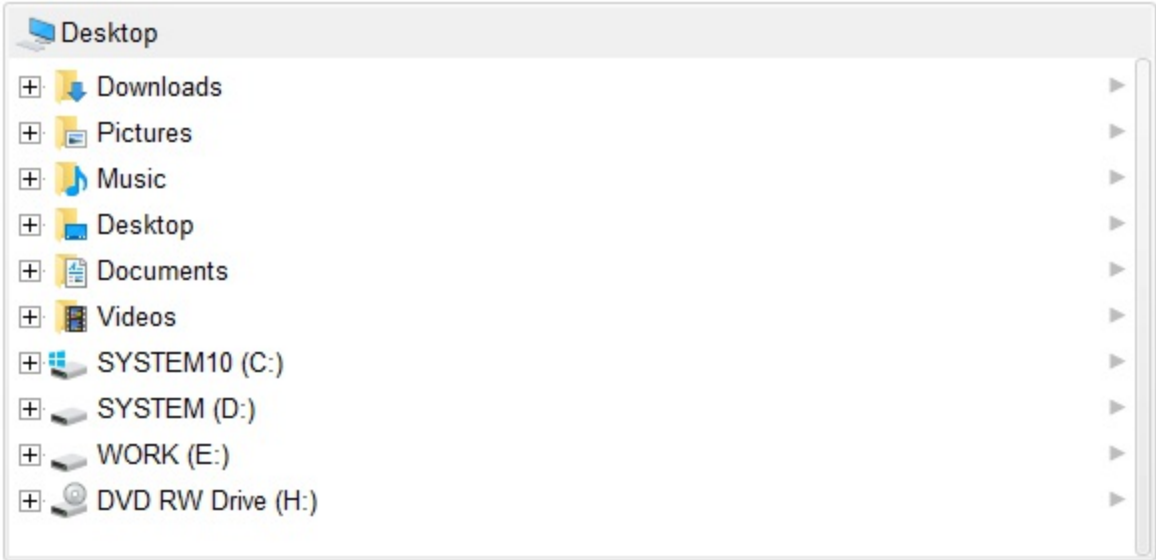 Desktop
Downloads
Pictures
Music
Desktop
Documents
Videos
SYSTEM10 (C:)
SYSTEM (D:)
WORK (E:)
DVD RW Drive (H:)